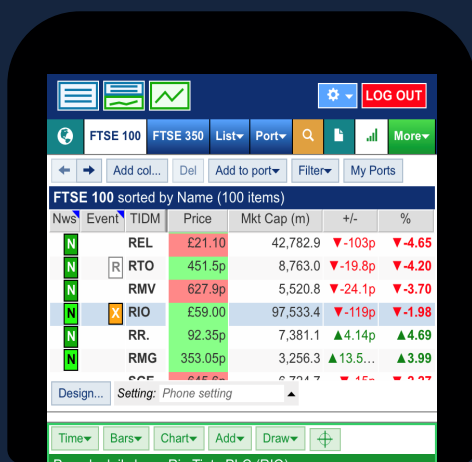 LOG OUT
FTSE 100 FTSE 350 List Port More
Add col... Del Add to port Filter My Ports
FTSE 100 sorted by Name (100 items)
Nws Event TIDM Price Mkt Cap (m) +/- %
N REL £21.10 42,782.9 ▼-103p ▼-4.65
N R RTO 451.5p 8,763.0 ▼-19.8p ▼-4.20
N RMV 627.9p 5,520.8 ▼-24.1p ▼-3.70
N X RIO £59.00 97,533.4 ▼-119p ▼-1.98
N RR. 92.35p 7,381.1 ▲4.14p ▲4.69
N RMG 353.05p 3,256.3 ▲13.5... ▲3.99
Design... Setting: Phone setting
Time Bars Chart Add Draw